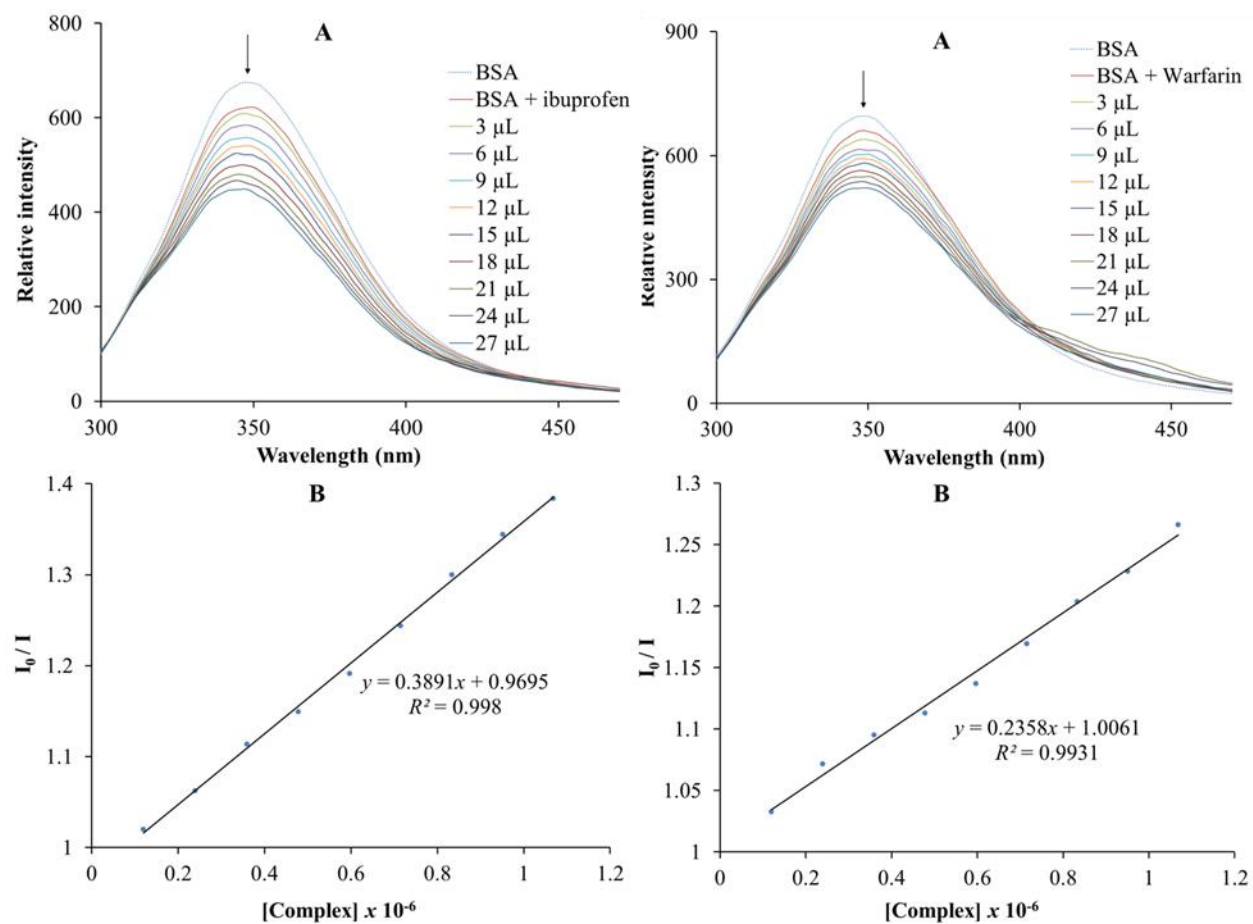 A
800
600
400
200
0
Relative intensity
300
350
400
450
Wavelength (nm)
BSA
BSA + ibuprofen
3 µL
6 µL
9 µL
12 µL
15 µL
18 µL
21 µL
24 µL
27 µL
A
900
600
300
0
Relative intensity
300
350
400
450
Wavelength (nm)
BSA
BSA + Warfarin
3 µL
6 µL
9 µL
12 µL
15 µL
18 µL
21 µL
24 µL
27 µL
B
1.4
1.3
1.2
1.1
1
I₀ / I
y = 0.3891x + 0.9695
R² = 0.998
0
0.2
0.4
0.6
0.8
1
1.2
[Complex] x 10⁻⁶
B
1.3
1.25
1.2
1.15
1.1
1.05
1
I₀ / I
y = 0.2358x + 1.0061
R² = 0.9931
0
0.2
0.4
0.6
0.8
1
1.2
[Complex] x 10⁻⁶